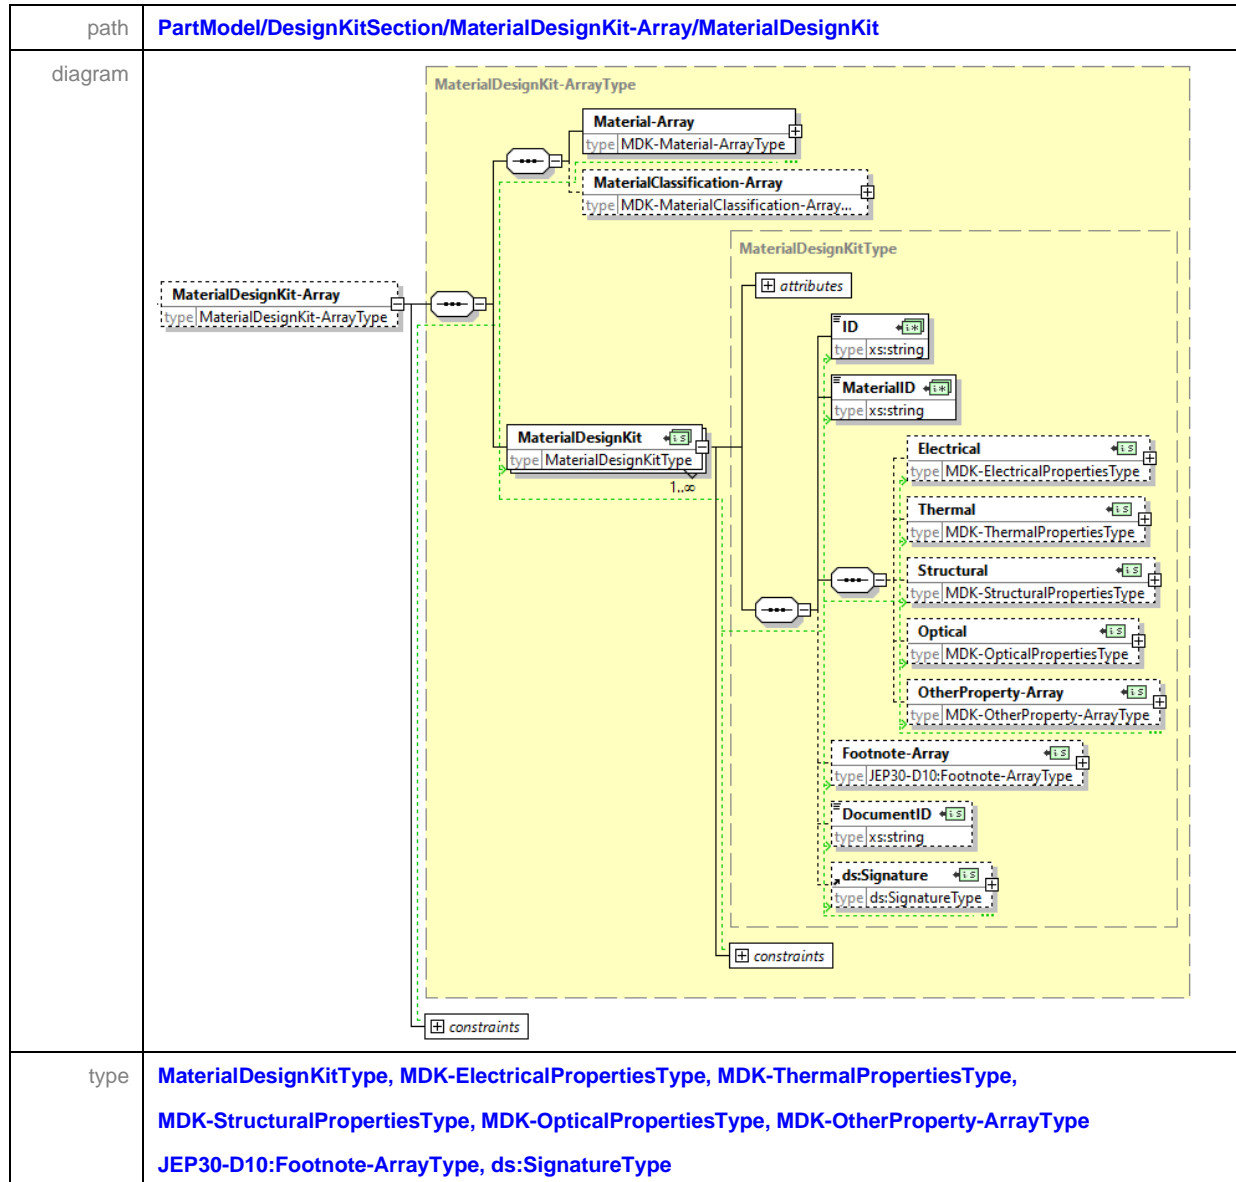 path
PartModel/DesignKitSection/MaterialDesignKit-Array/MaterialDesignKit
diagram
MaterialDesignKit-ArrayType
Material-Array
type MDK-Material-ArrayType
MaterialClassification-Array
type MDK-MaterialClassification-Array...
MaterialDesignKitType
attributes
MaterialDesignKit-Array
type MaterialDesignKit-ArrayType
ID
type xs:string
MaterialID
type xs:string
MaterialDesignKit
type MaterialDesignKitType
1..∞
Electrical
type MDK-ElectricalPropertiesType
Thermal
type MDK-ThermalPropertiesType
Structural
type MDK-StructuralPropertiesType
Optical
type MDK-OpticalPropertiesType
OtherProperty-Array
type MDK-OtherProperty-ArrayType
Footnote-Array
type JEP30-D10:Footnote-ArrayType
DocumentID
type xs:string
ds:Signature
type ds:SignatureType
constraints
constraints
type
MaterialDesignKitType, MDK-ElectricalPropertiesType, MDK-ThermalPropertiesType,
MDK-StructuralPropertiesType, MDK-OpticalPropertiesType, MDK-OtherProperty-ArrayType
JEP30-D10:Footnote-ArrayType, ds:SignatureType